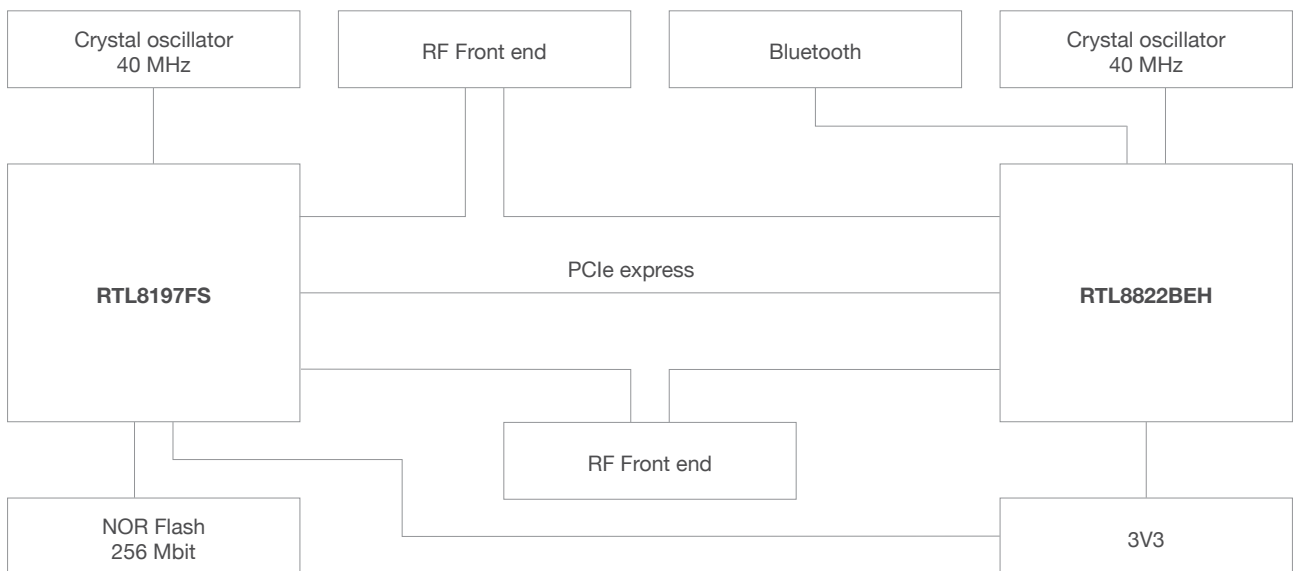 Crystal oscillator
40 MHz
RF Front end
Bluetooth
Crystal oscillator
40 MHz
PCIe express
RTL8197FS
RTL8822BEH
RF Front end
NOR Flash
256 Mbit
3V3